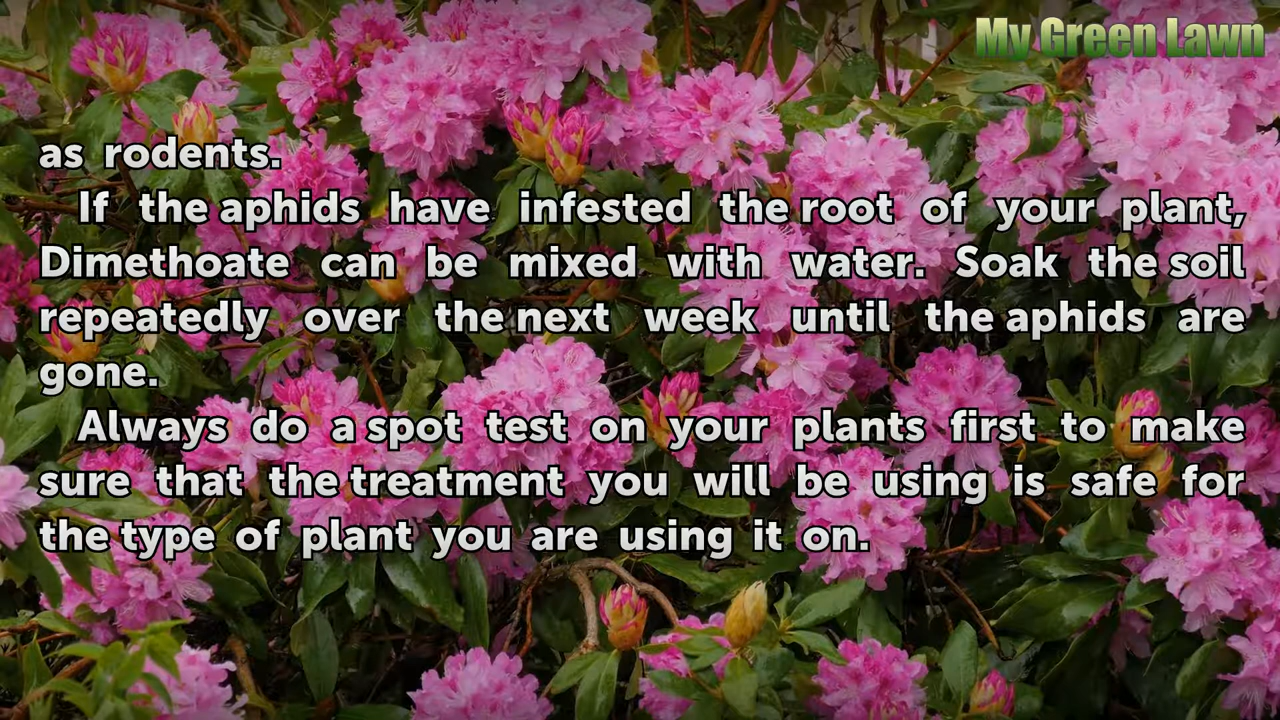 My Green Lawn
as rodents.
If the aphids have infested the root of your plant,
Dimethoate can be mixed with water. Soak the soil
repeatedly over the next week until the aphids are
gone.
Always do a spot test on your plants first to make
sure that the treatment you will be using is safe for
the type of plant you are using it on.